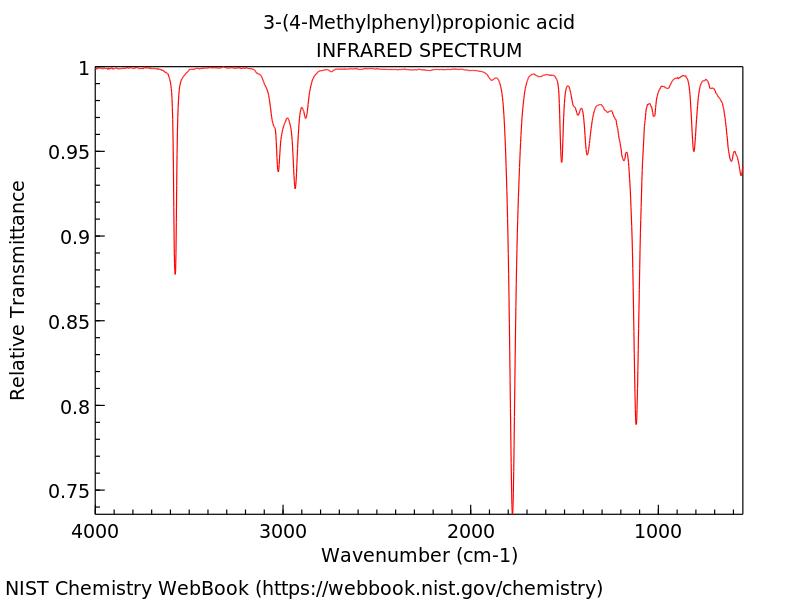 3-(4-Methylphenyl)propionic acid
INFRARED SPECTRUM
1
0.95
0.9
0.85
0.8
0.75
Relative Transmittance
4000 3000 2000 1000
Wavenumber (cm-1)
NIST Chemistry WebBook (https://webbook.nist.gov/chemistry)